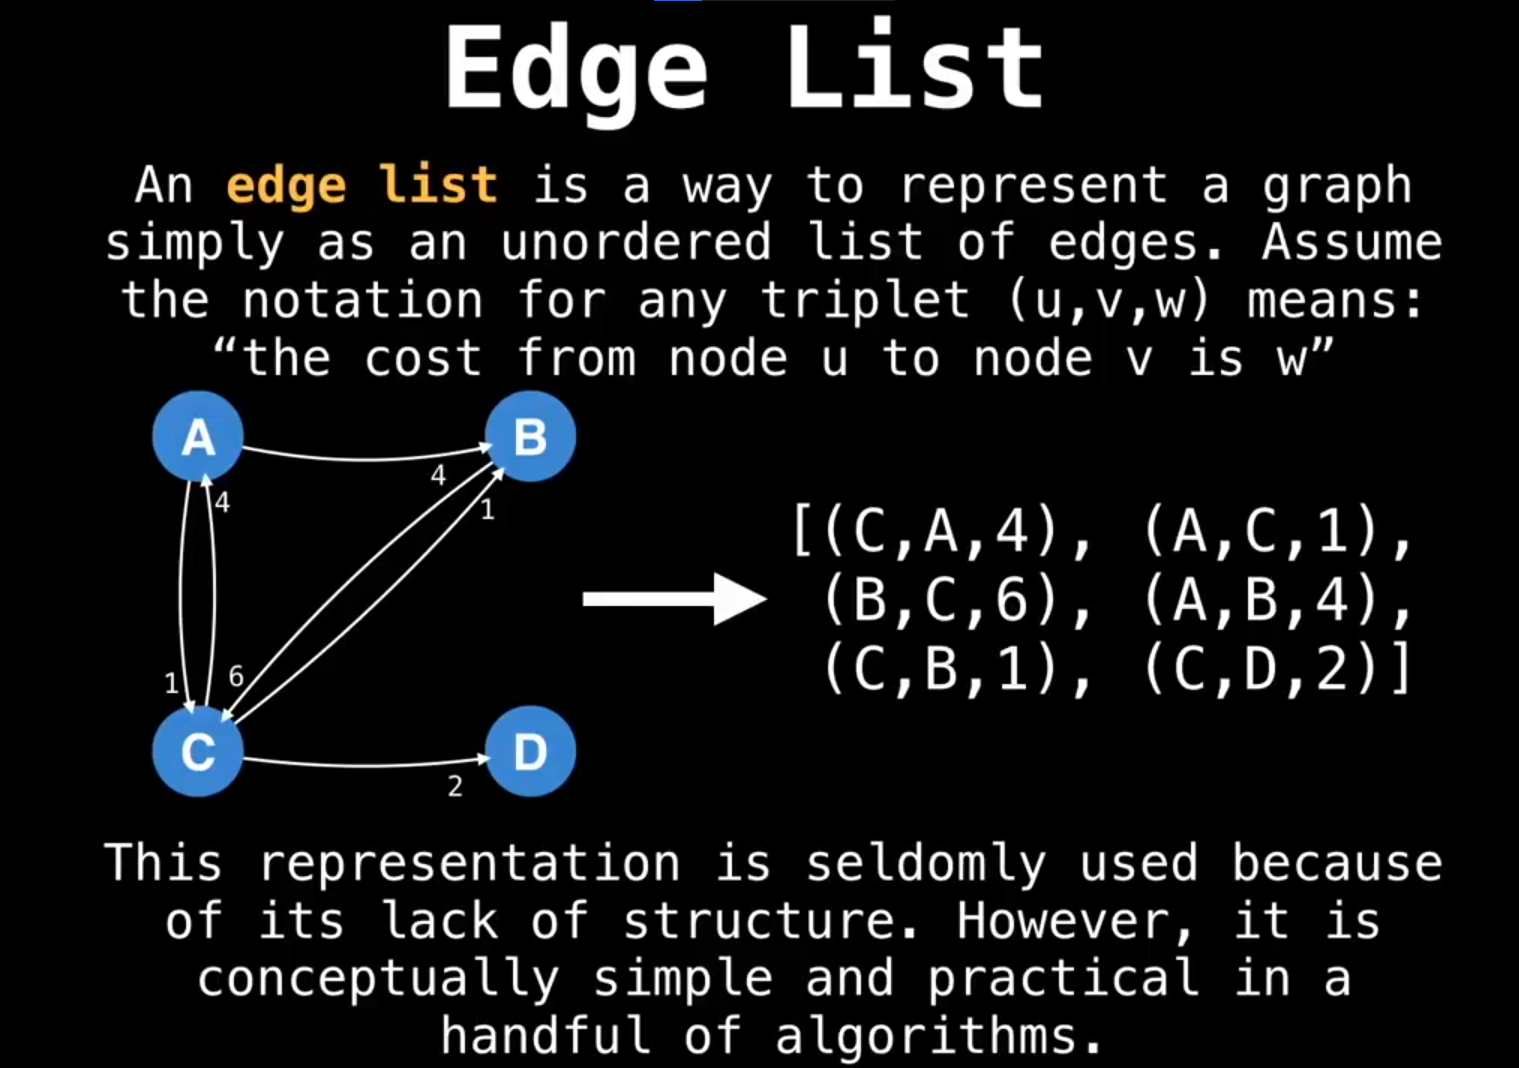 Edge List
An edge list is a way to represent a graph
simply as an unordered list of edges. Assume
the notation for any triplet (u,v,w) means:
“the cost from node u to node v is w”
A
B
4
4
1
[(C,A,4), (A,C,1),
(B,C,6), (A,B,4),
(C,B,1), (C,D,2)]
1
6
C
D
2
This representation is seldomly used because
of its lack of structure. However, it is
conceptually simple and practical in a
handful of algorithms.